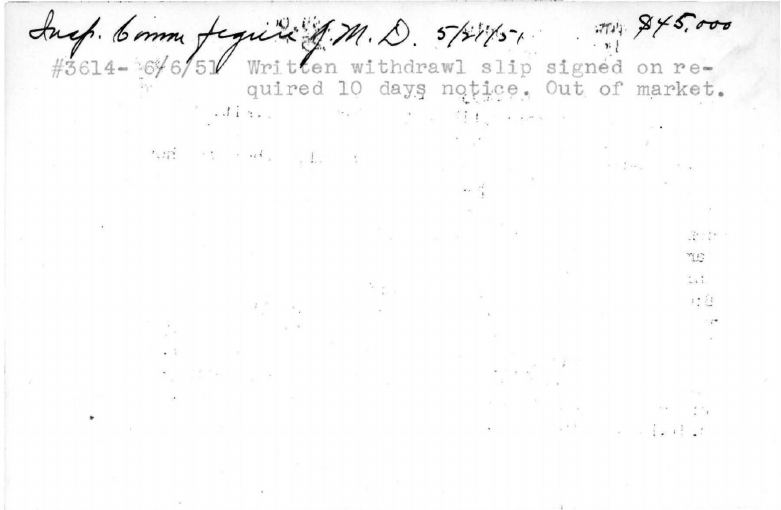 Insp. Comm figure J.M.D. 5/21/51 $45,000
#3614- 6/6/51 Written withdrawl slip signed on re-
quired 10 days notice. Out of market.